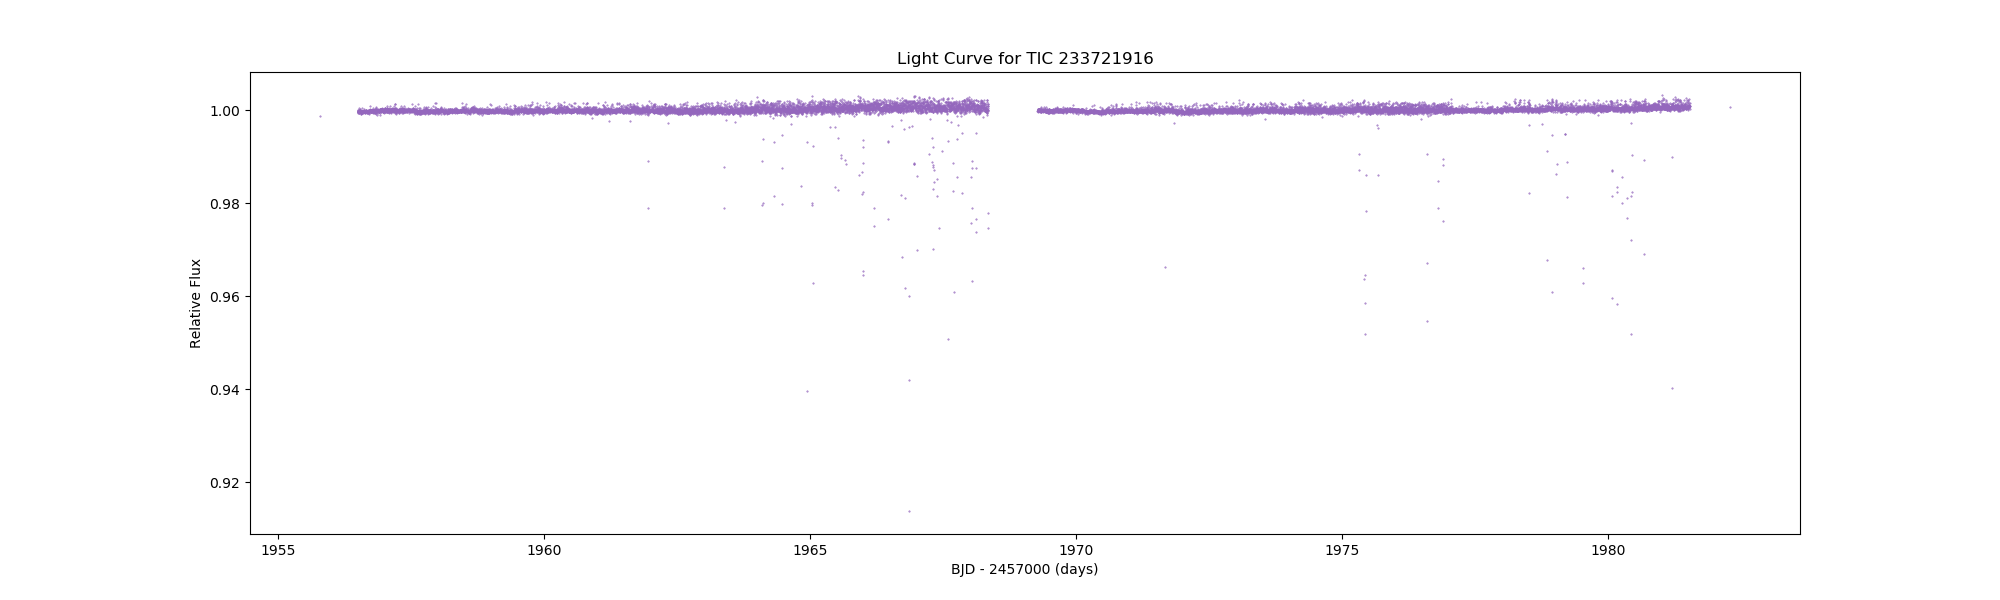 Light Curve for TIC 233721916
Relative Flux
1.00
0.98
0.96
0.94
0.92
1955 1960 1965 1970 1975 1980
BJD - 2457000 (days)